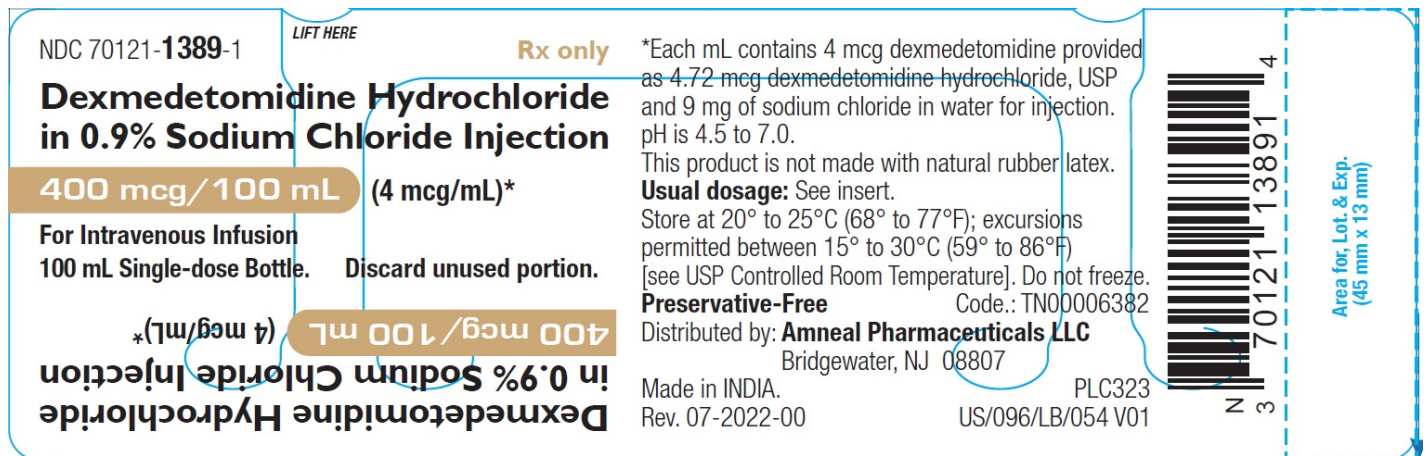 LIFT HERE
NDC 70121-1389-1
Rx only
Dexmedetomidine Hydrochloride
in 0.9% Sodium Chloride Injection
400 mcg/100 mL (4 mcg/mL)*
For Intravenous Infusion
100 mL Single-dose Bottle. Discard unused portion.
Dexmedetomidine Hydrochloride
in 0.9% Sodium Chloride Injection
400 mcg/100 mL (4 mcg/mL)*
*Each mL contains 4 mcg dexmedetomidine provided
as 4.72 mcg dexmedetomidine hydrochloride, USP
and 9 mg of sodium chloride in water for injection.
pH is 4.5 to 7.0.
This product is not made with natural rubber latex.
Usual dosage: See insert.
Store at 20° to 25°C (68° to 77°F); excursions
permitted between 15° to 30°C (59° to 86°F)
[see USP Controlled Room Temperature]. Do not freeze.
Preservative-Free Code.: TN00006382
Distributed by: Amneal Pharmaceuticals LLC
Bridgewater, NJ 08807
Made in INDIA. PLC323
Rev. 07-2022-00 US/096/LB/054 V01
N
3 70121 13891 4
Area for, Lot. & Exp.
(45 mm x 13 mm)